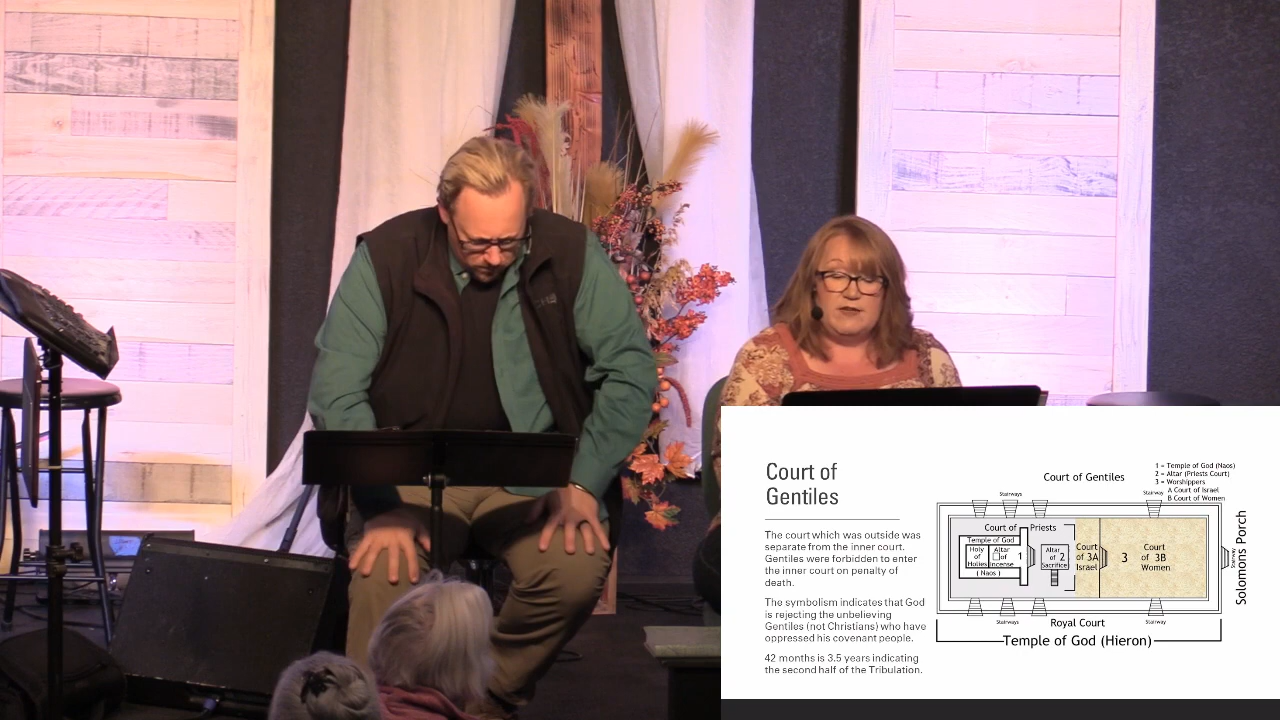 Court of
Gentiles
The court which was outside was
separate from the inner court.
Gentiles were forbidden to enter
the inner court on penalty of
death.
The symbolism indicates that God
is rejecting the unbelieving
Gentiles (not Christians) who have
oppressed his covenant people.
42 months is 3.5 years indicating
the second half of the Tribulation.
Court of Gentiles
1 = Temple of God (Naos)
2 = Altar (Priests Court)
3 = Worshippers
A Court of Israel
B Court of Women
Stairways
Stairway
Court of Priests
Temple of God
Holy
of
Holies
Altar
of
Incense
1
( Naos )
Altar
of 2
Sacrifice
Court
of 3A
Israel
3
Court
of 3B
Women
Solomons Porch
Stairways
Royal Court
Stairway
Temple of God (Hieron)